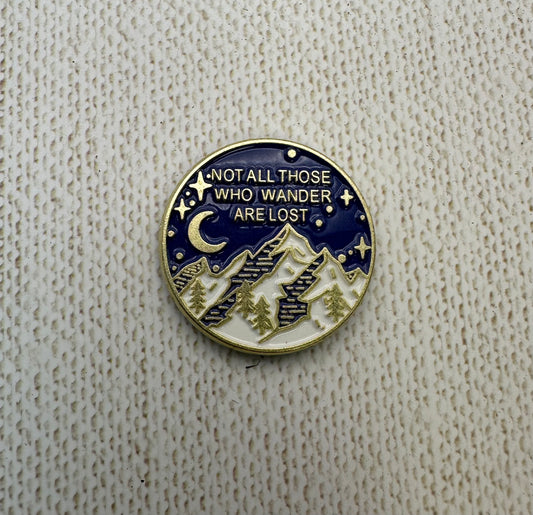 NOT ALL THOSE
WHO WANDER
ARE LOST